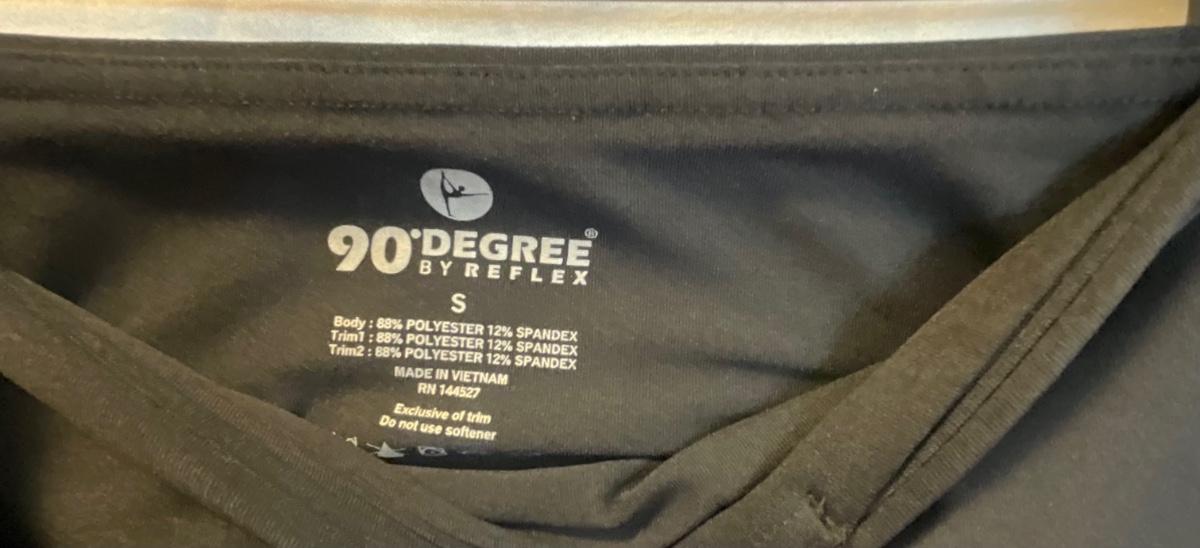 90°DEGREE®
BY REFLEX
S
Body : 88% POLYESTER 12% SPANDEX
Trim1 : 88% POLYESTER 12% SPANDEX
Trim2 : 88% POLYESTER 12% SPANDEX
MADE IN VIETNAM
RN 144527
Exclusive of trim
Do not use softener